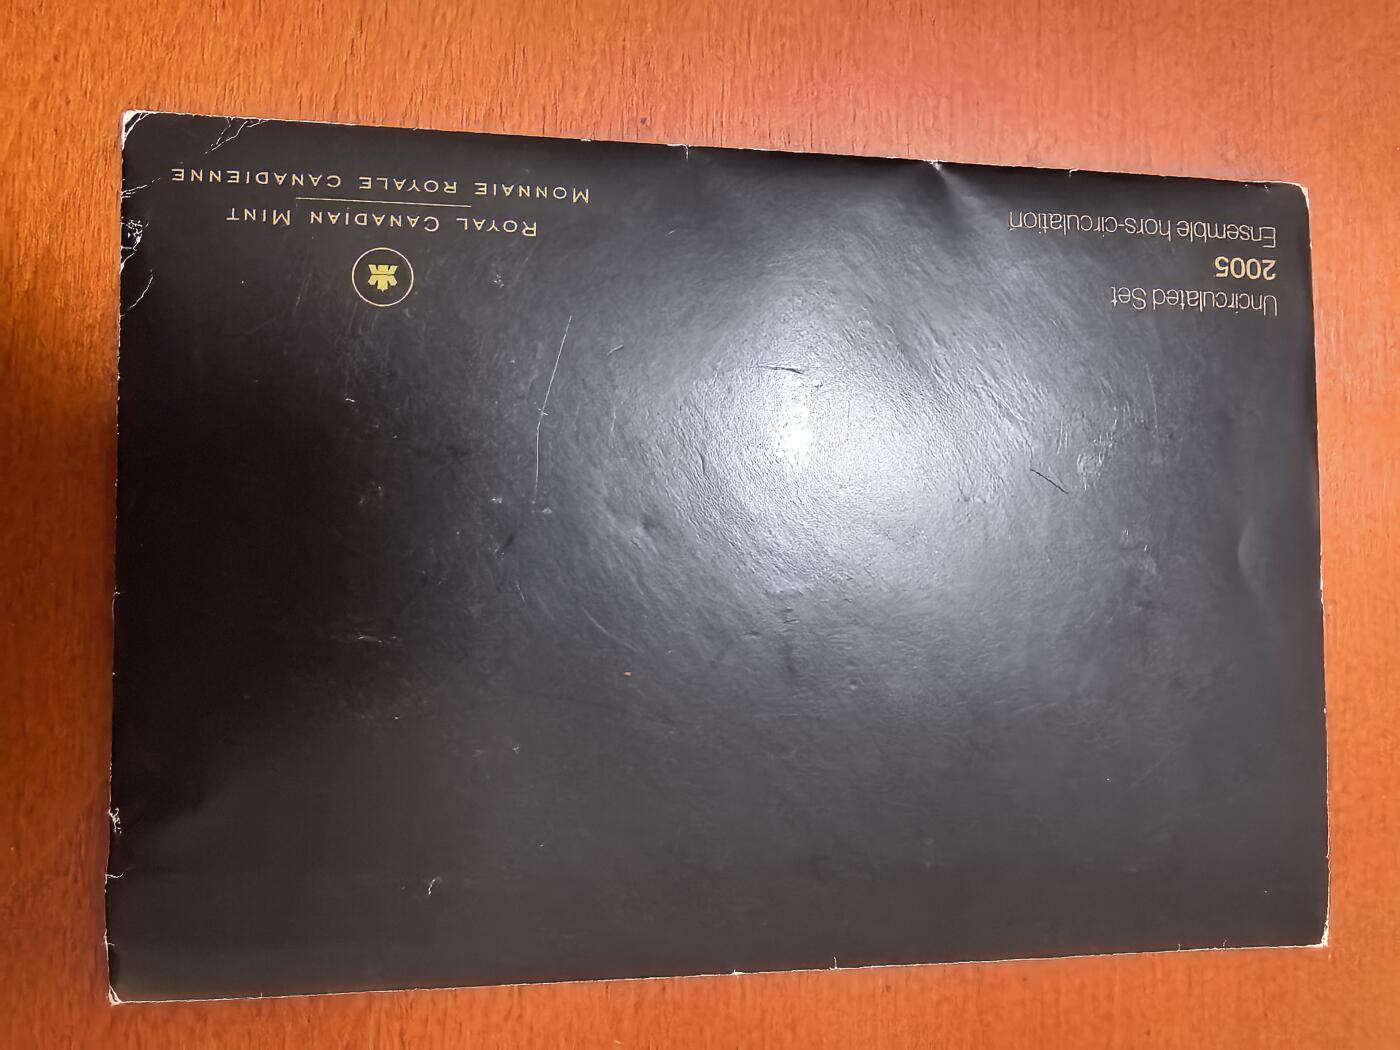 Uncirculated Set
2005
Ensemble hors-circulation
ROYAL CANADIAN MINT
MONNAIE ROYALE CANADIENNE